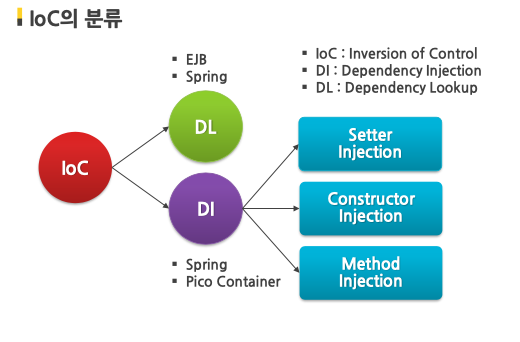 IoC의 분류
▪ EJB
▪ Spring
▪ IoC : Inversion of Control
▪ DI : Dependency Injection
▪ DL : Dependency Lookup
IoC
DL
DI
Setter
Injection
Constructor
Injection
Method
Injection
▪ Spring
▪ Pico Container